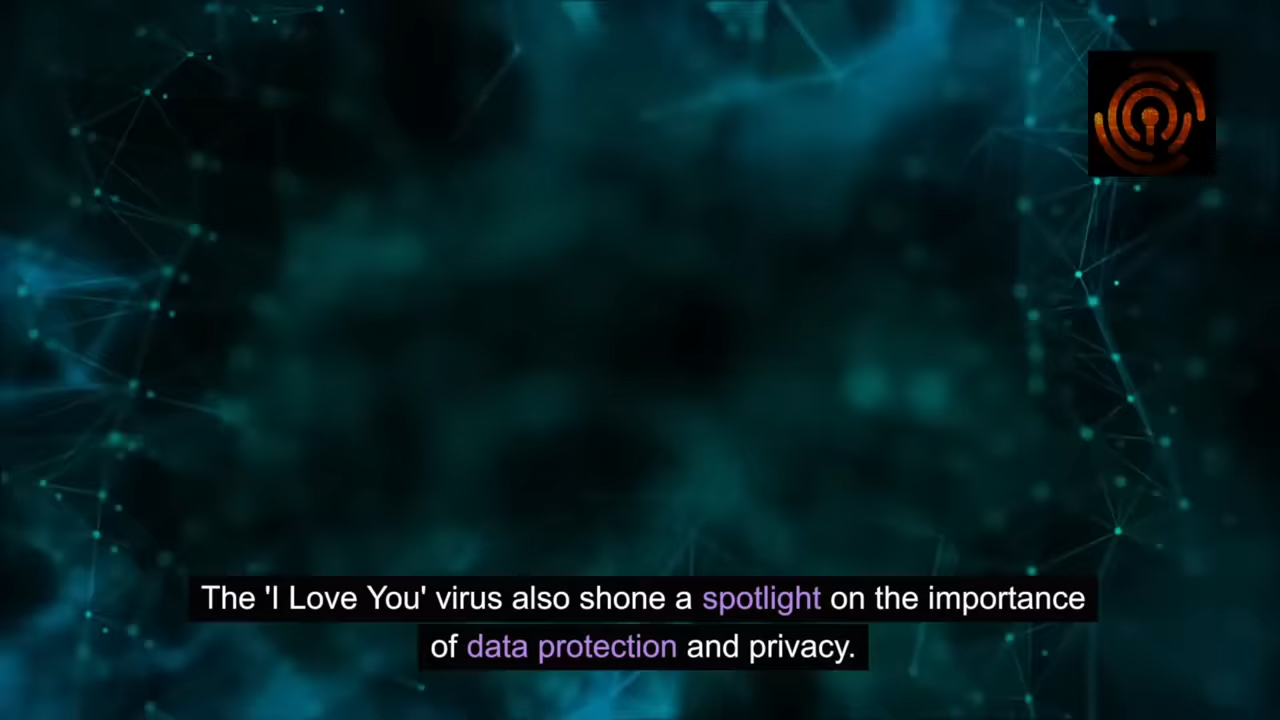 The 'I Love You' virus also shone a spotlight on the importance
of data protection and privacy.